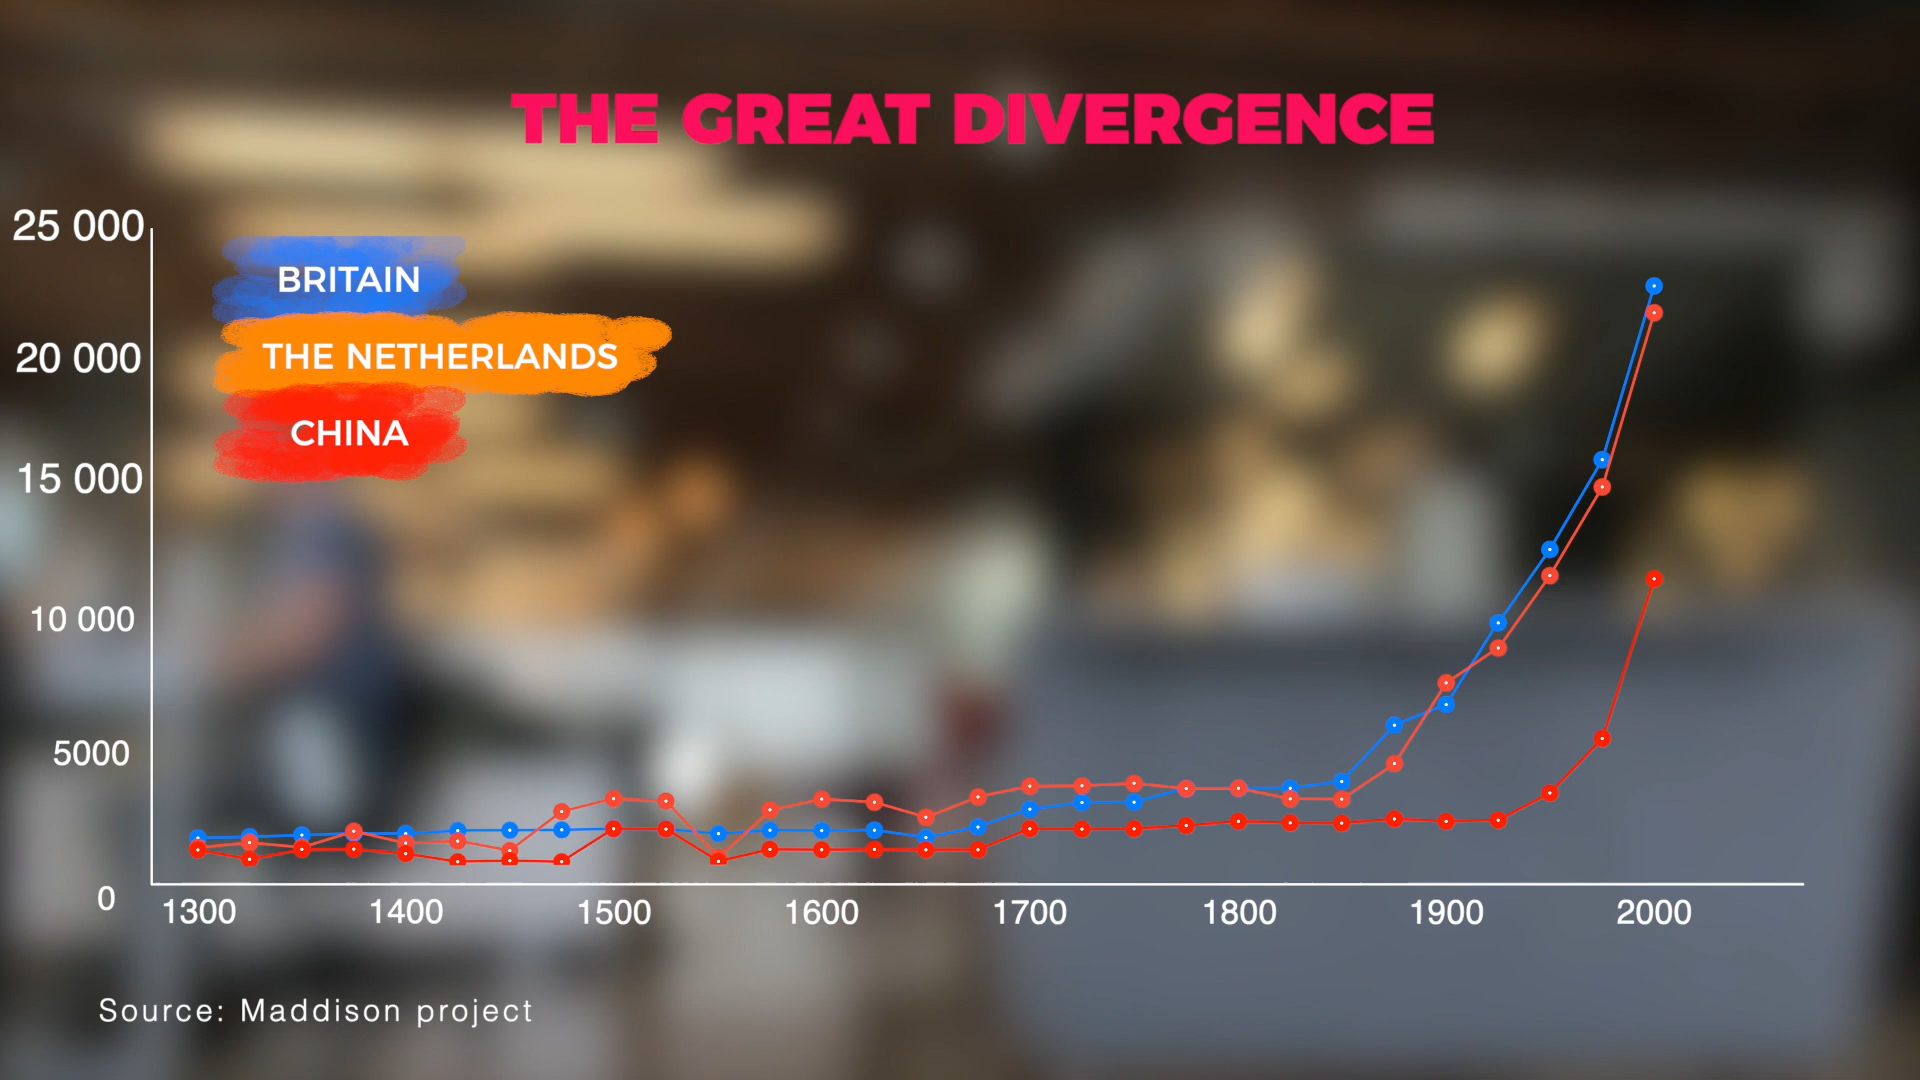 THE GREAT DIVERGENCE
25 000
BRITAIN
THE NETHERLANDS
20 000
CHINA
15 000
10 000
5000
0
1300 1400 1500 1600 1700 1800 1900 2000
Source: Maddison project